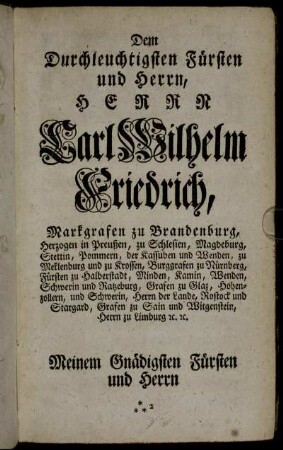 Dem
Durchleuchtigsten Fürsten
und Herrn,
HERRN
Carl Wilhelm
Friedrich,
Markgrafen zu Brandenburg,
Herzogen in Preußen, zu Schlesien, Magdeburg,
Stettin, Pommern, der Kassuben und Wenden, zu
Meklenburg und zu Krossen, Burggrafen zu Nürnberg,
Fürsten zu Halberstadt, Minden, Kamin, Wenden,
Schwerin und Ratzeburg, Grafen zu Glaz, Hohen-
zollern, und Schwerin, Herrn der Lande, Rostock und
Stargard, Grafen zu Sain und Witgenstein,
Herrn zu Limburg ꝛc. ꝛc.
Meinem Gnädigsten Fürsten
und Herrn
* * * 2